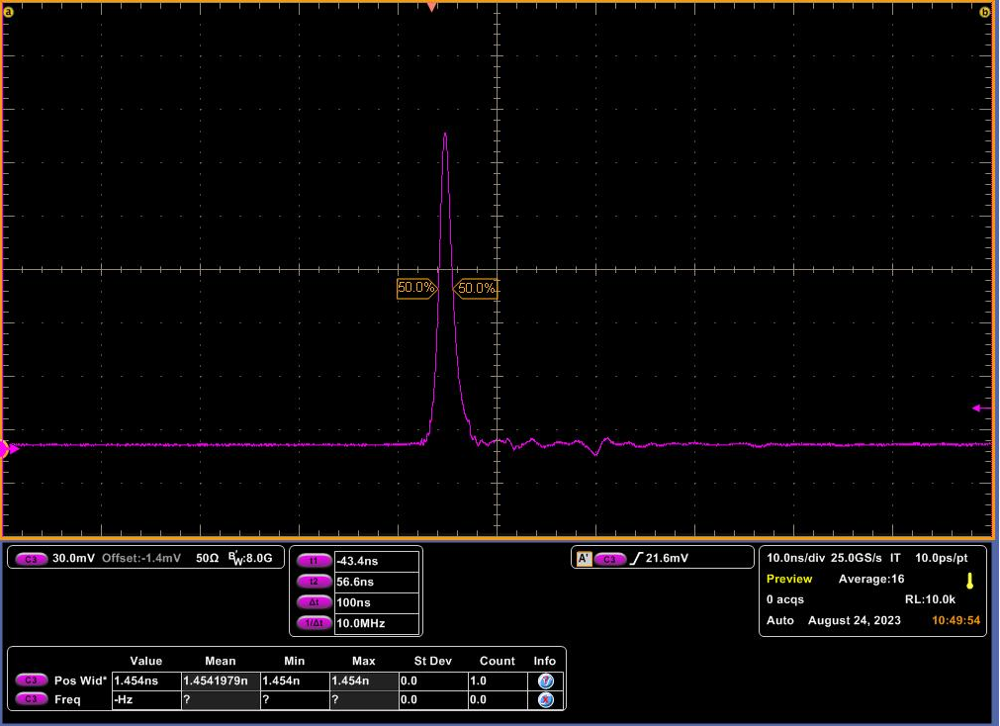 a b
50.0% 50.0%
C3 30.0mV Offset:-1.4mV 50Ω BW:8.0G
t1 -43.4ns
t2 56.6ns
Δt 100ns
1/Δt 10.0MHz
A' C3 21.6mV
10.0ns/div 25.0GS/s IT 10.0ps/pt
Preview Average:16
0 acqs RL:10.0k
Auto August 24, 2023 10:49:54
Value Mean Min Max St Dev Count Info
C3 Pos Wid* 1.454ns 1.4541979n 1.454n 1.454n 0.0 1.0
C3 Freq -Hz ? ? ? 0.0 0.0